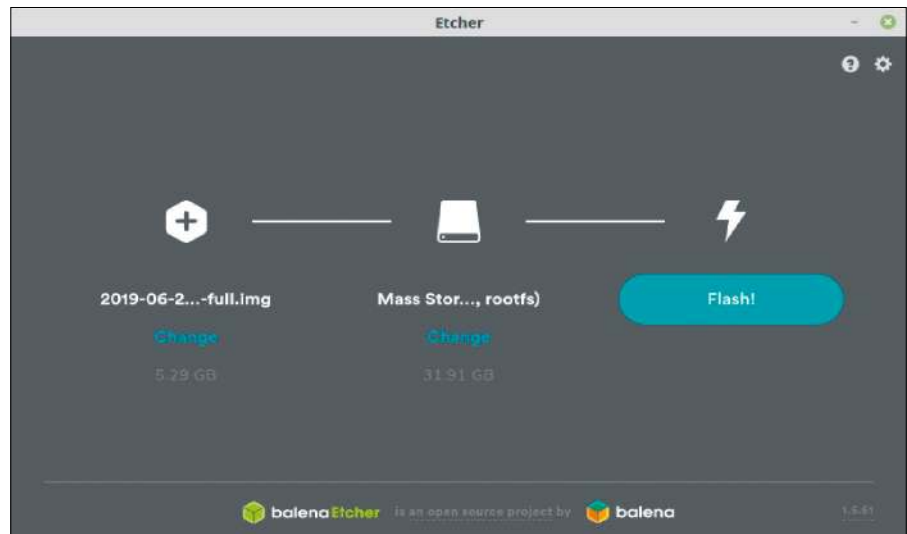 Etcher
2019-06-2...-full.img
Mass Stor..., rootfs)
Flash!
Change
Change
5.29 GB
31.91 GB
balenaEtcher is an open source project by balena
1.5.51